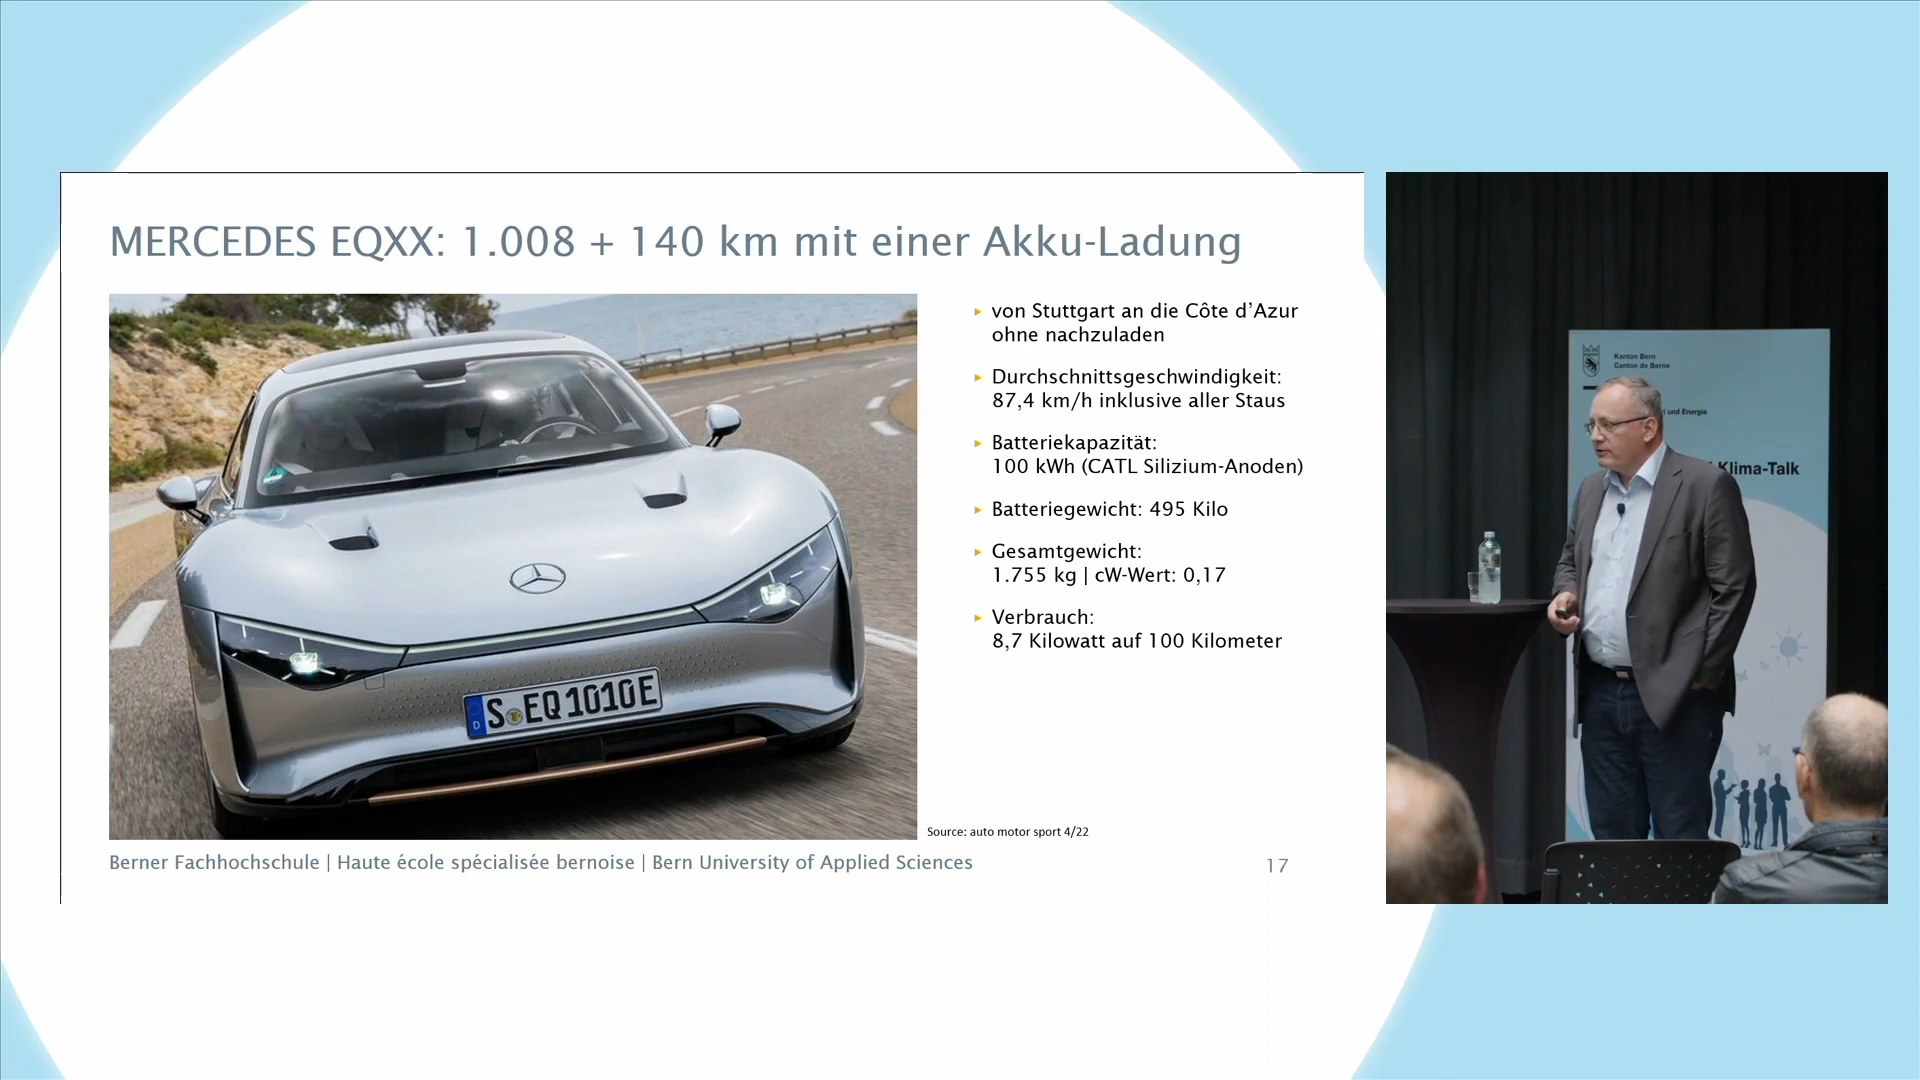 MERCEDES EQXX: 1.008 + 140 km mit einer Akku-Ladung
von Stuttgart an die Côte d’Azur
ohne nachzuladen
Durchschnittsgeschwindigkeit:
87,4 km/h inklusive aller Staus
Batteriekapazität:
100 kWh (CATL Silizium-Anoden)
Batteriegewicht: 495 Kilo
Gesamtgewicht:
1.755 kg | cW-Wert: 0,17
Verbrauch:
8,7 Kilowatt auf 100 Kilometer
S EQ 1010E
D
Source: auto motor sport 4/22
Berner Fachhochschule | Haute école spécialisée bernoise | Bern University of Applied Sciences
17
Kanton Bern
Canton de Berne
und Energie
Klima-Talk